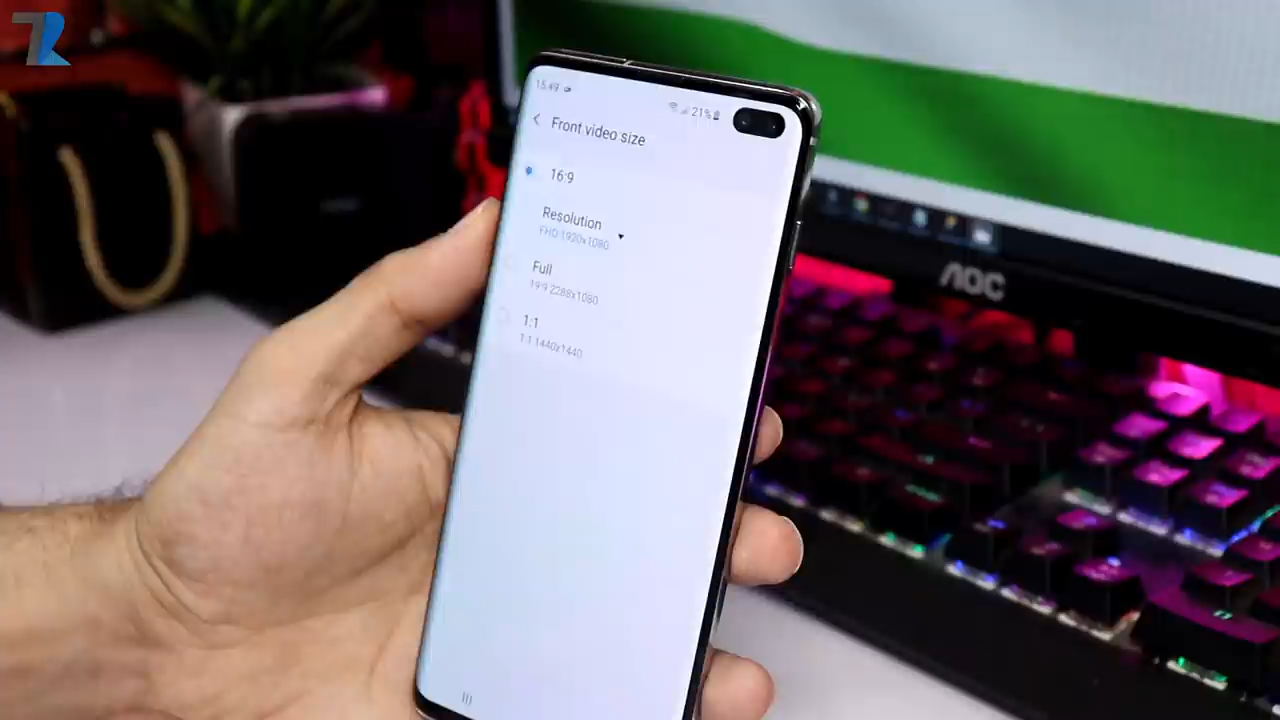 15:49
21%
Front video size
16:9
Resolution
FHD 1920x1080
Full
19:9 2288x1080
1:1
1:1 1440x1440
AOC